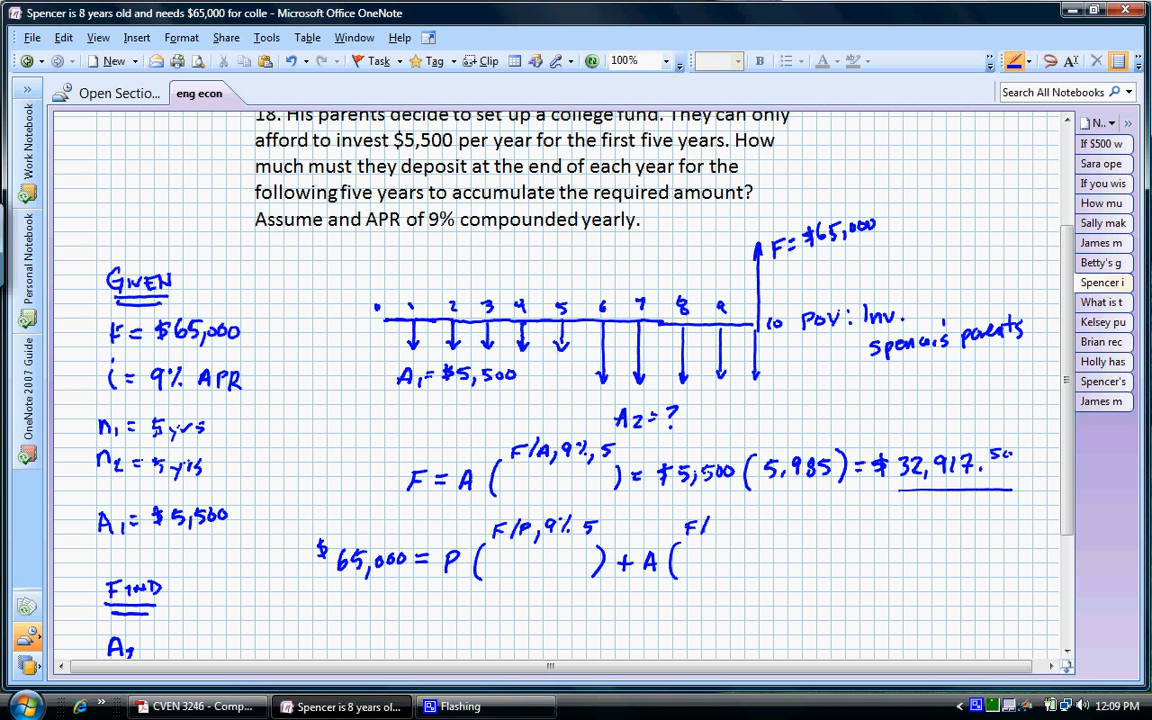 Spencer is 8 years old and needs $65,000 for colle - Microsoft Office OneNote
File Edit View Insert Format Share Tools Table Window Help
New Task Tag Clip 100% B A A
Open Sectio... eng econ Search All Notebooks
18. His parents decide to set up a college fund. They can only
afford to invest $5,500 per year for the first five years. How
much must they deposit at the end of each year for the
following five years to accumulate the required amount?
Assume and APR of 9% compounded yearly.
Work Notebook
Personal Notebook
OneNote 2007 Guide
N..
If $500 w
Sara ope
If you wis
How mu
Sally mak
James m
Betty's g
Spencer i
What is t
Kelsey pu
Brian rec
Holly has
Spencer's
James m
GIVEN
F = $65,000
i = 9% APR
n1 = 5 yrs
n2 = 5 yrs
A1 = $5,500
FIND
A2
F = $65,000
0 1 2 3 4 5 6 7 8 9 10
POV: Inv.
Spencer's parents
A1 = $5,500
A2 = ?
F = A ( F/A, 9%, 5 ) = $5,500 ( 5.985 ) = $ 32,917.50
$65,000 = P ( F/P, 9% 5 ) + A ( F/
CVEN 3246 - Comp... Spencer is 8 years ol... Flashing 12:09 PM